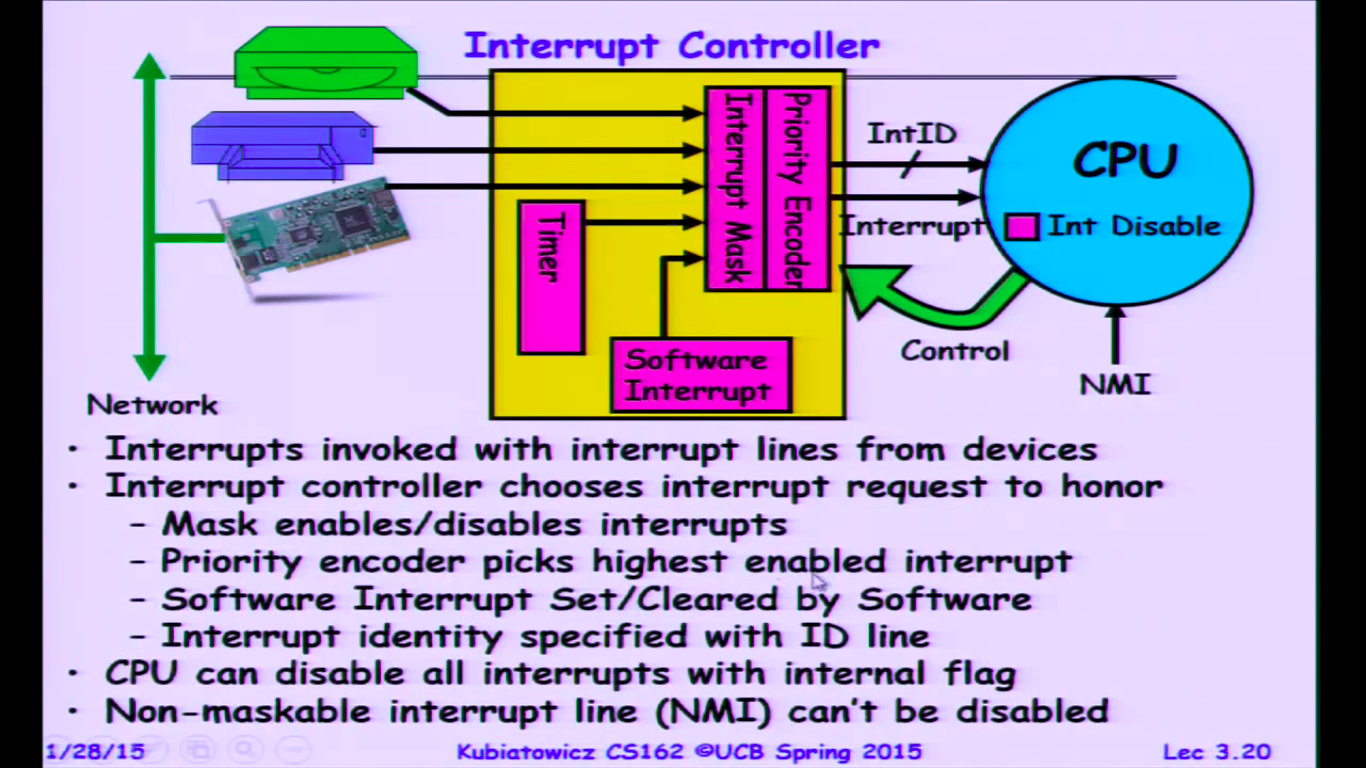 Interrupt Controller
Interrupt Mask
Priority Encoder
IntID
CPU
Interrupt
Int Disable
Timer
Software
Interrupt
Control
NMI
Network
• Interrupts invoked with interrupt lines from devices
• Interrupt controller chooses interrupt request to honor
– Mask enables/disables interrupts
– Priority encoder picks highest enabled interrupt
– Software Interrupt Set/Cleared by Software
– Interrupt identity specified with ID line
• CPU can disable all interrupts with internal flag
• Non-maskable interrupt line (NMI) can't be disabled
1/28/15 Kubiatowicz CS162 ©UCB Spring 2015 Lec 3.20